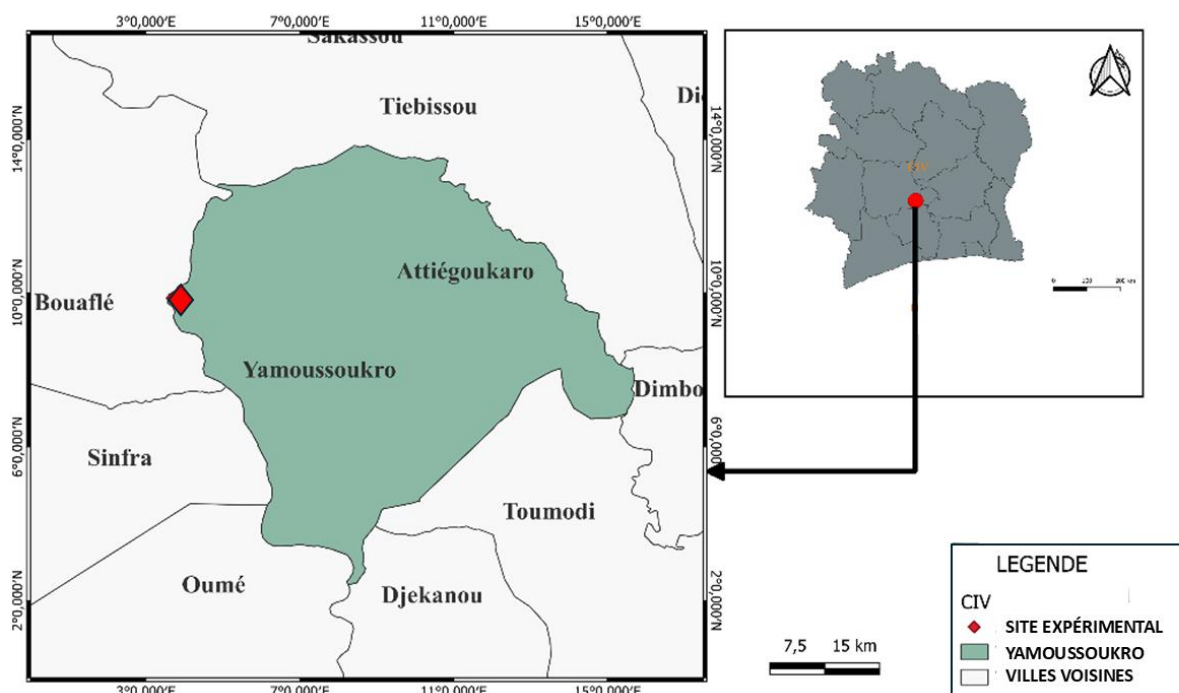 3°0,000'E 7°0,000'E 11°0,000'E 15°0,000'E
Sakassou
Tiebissou
14°0,000'N
14°0,000'N
Attiégoukaro
10°0,000'N
Bouaflé
10°0,000'N
Yamoussoukro
Dimbo
Sinfra
6°0,000'N
6°0,000'
Toumodi
Oumé
Djekanou
2°0,000'N
2°0,000'N
3°0,000'E 7°0,000'E 11°0,000'E 15°0,000'E
7,5 15 km
LEGENDE
CIV
SITE EXPÉRIMENTAL
YAMOUSSOUKRO
VILLES VOISINES